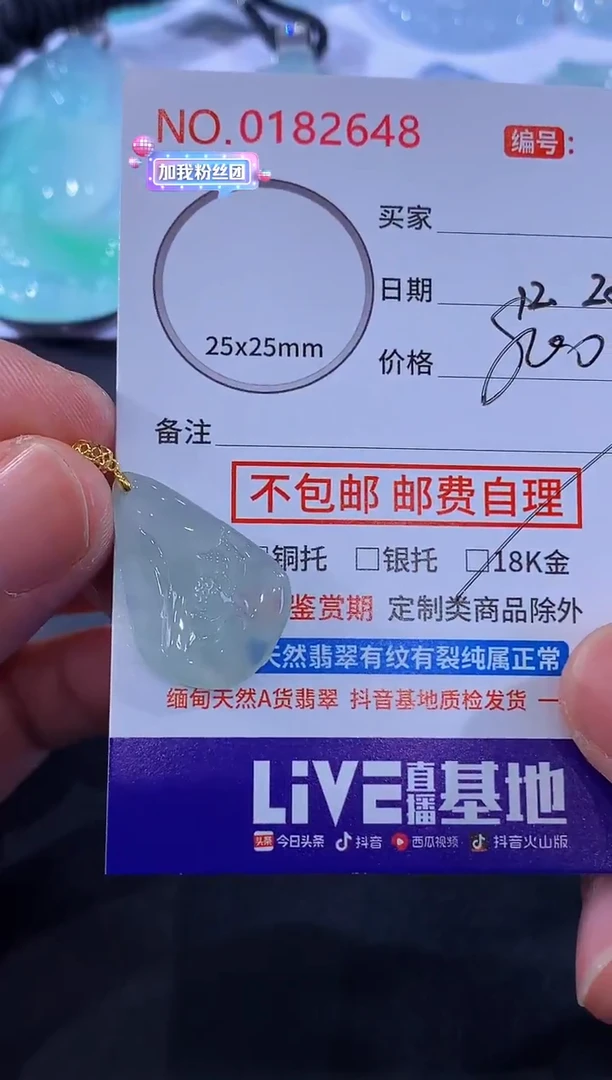 NO.0182648
编号：
加我粉丝团
买家
25x25mm
日期 12 20
价格
备注
不包邮 邮费自理
铜托 □银托 □18K金
鉴赏期 定制类商品除外
天然翡翠有纹有裂纯属正常
缅甸天然A货翡翠 抖音基地质检发货 一
LiVE直播基地
头条 今日头条 抖音 西瓜视频 抖音火山版